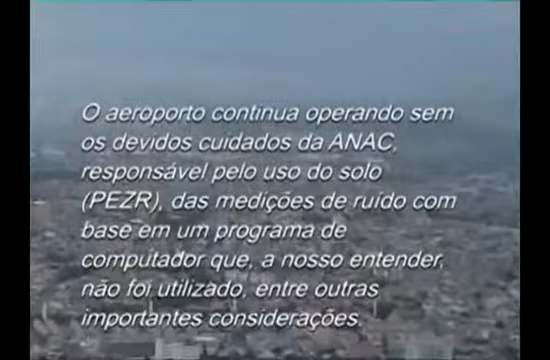 O aeroporto continua operando sem
os devidos cuidados da ANAC,
responsável pelo uso do solo
(PEZR), das medições de ruído com
base em um programa de
computador que, a nosso entender,
não foi utilizado, entre outras
importantes considerações.